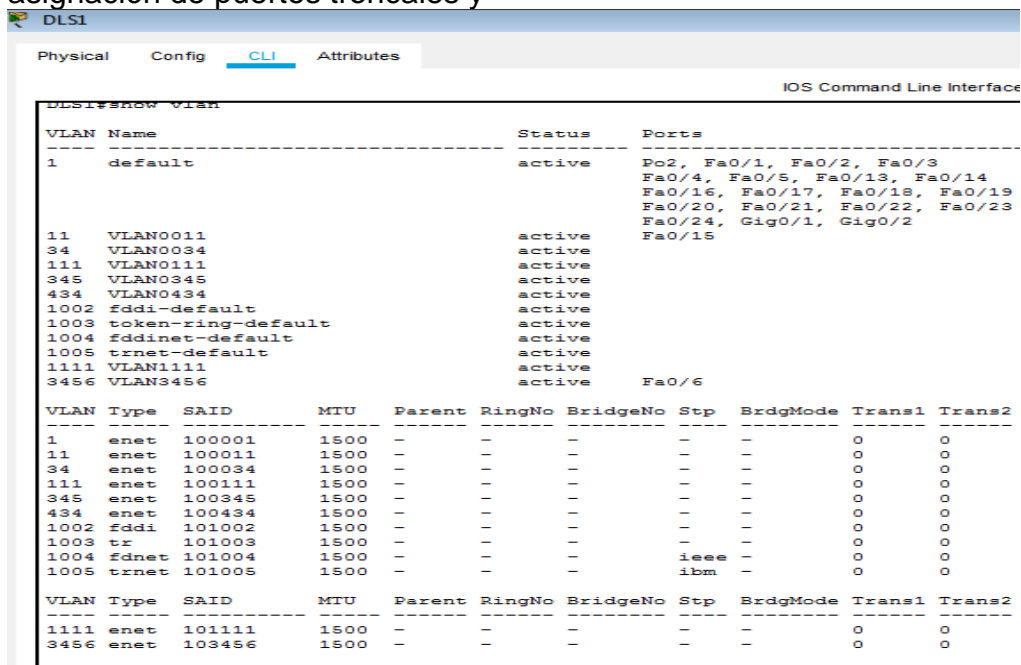 asignación de puertos troncales y
DLS1
Physical Config CLI Attributes
IOS Command Line Interface
DLS1#show vlan
VLAN Name Status Ports
---- -------------------------------- --------- -------------------------------
1 default active Po2, Fa0/1, Fa0/2, Fa0/3
Fa0/4, Fa0/5, Fa0/13, Fa0/14
Fa0/16, Fa0/17, Fa0/18, Fa0/19
Fa0/20, Fa0/21, Fa0/22, Fa0/23
Fa0/24, Gig0/1, Gig0/2
11 VLAN0011 active Fa0/15
34 VLAN0034 active
111 VLAN0111 active
345 VLAN0345 active
434 VLAN0434 active
1002 fddi-default active
1003 token-ring-default active
1004 fddinet-default active
1005 trnet-default active
1111 VLAN1111 active
3456 VLAN3456 active Fa0/6
VLAN Type SAID MTU Parent RingNo BridgeNo Stp BrdgMode Trans1 Trans2
---- ----- ---------- ----- ------ ------ -------- ---- -------- ------ ------
1 enet 100001 1500 - - - - - 0 0
11 enet 100011 1500 - - - - - 0 0
34 enet 100034 1500 - - - - - 0 0
111 enet 100111 1500 - - - - - 0 0
345 enet 100345 1500 - - - - - 0 0
434 enet 100434 1500 - - - - - 0 0
1002 fddi 101002 1500 - - - - - 0 0
1003 tr 101003 1500 - - - - - 0 0
1004 fdnet 101004 1500 - - - ieee - 0 0
1005 trnet 101005 1500 - - - ibm - 0 0
VLAN Type SAID MTU Parent RingNo BridgeNo Stp BrdgMode Trans1 Trans2
---- ----- ---------- ----- ------ ------ -------- ---- -------- ------ ------
1111 enet 101111 1500 - - - - - 0 0
3456 enet 103456 1500 - - - - - 0 0